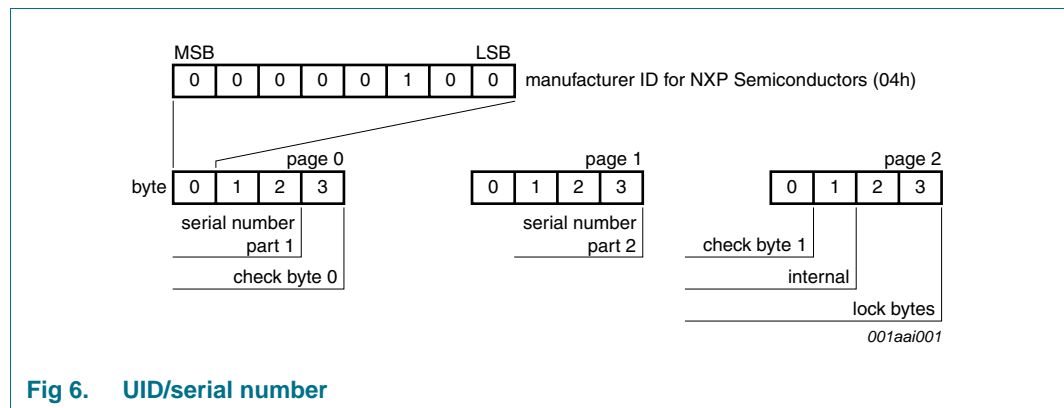 MSB LSB
0 0 0 0 0 1 0 0 manufacturer ID for NXP Semiconductors (04h)
page 0 page 1 page 2
byte 0 1 2 3 0 1 2 3 0 1 2 3
serial number serial number
part 1 part 2 check byte 1
check byte 0 internal
lock bytes
001aai001
Fig 6. UID/serial number